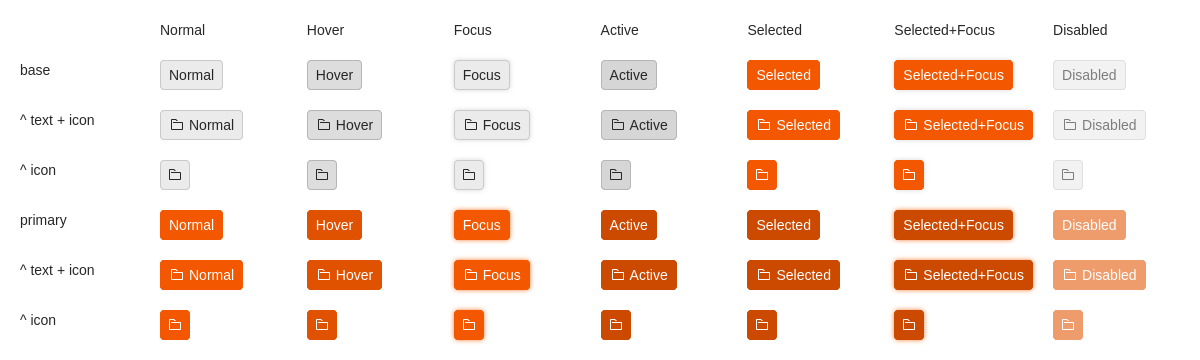 Normal Hover Focus Active Selected Selected+Focus Disabled
base Normal Hover Focus Active Selected Selected+Focus Disabled
^ text + icon Normal Hover Focus Active Selected Selected+Focus Disabled
^ icon
primary Normal Hover Focus Active Selected Selected+Focus Disabled
^ text + icon Normal Hover Focus Active Selected Selected+Focus Disabled
^ icon